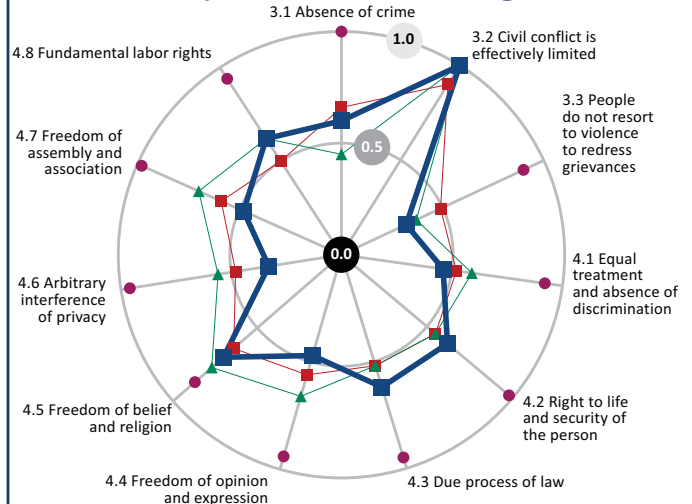 3.1 Absence of crime
1.0
3.2 Civil conflict is
effectively limited
4.8 Fundamental labor rights
3.3 People
do not resort
to violence
to redress
grievances
4.7 Freedom of
assembly and
association
0.5
0.0
4.1 Equal
treatment
and absence of
discrimination
4.6 Arbitrary
interference
of privacy
4.2 Right to life
and security of
the person
4.5 Freedom of belief
and religion
4.4 Freedom of opinion
and expression
4.3 Due process of law